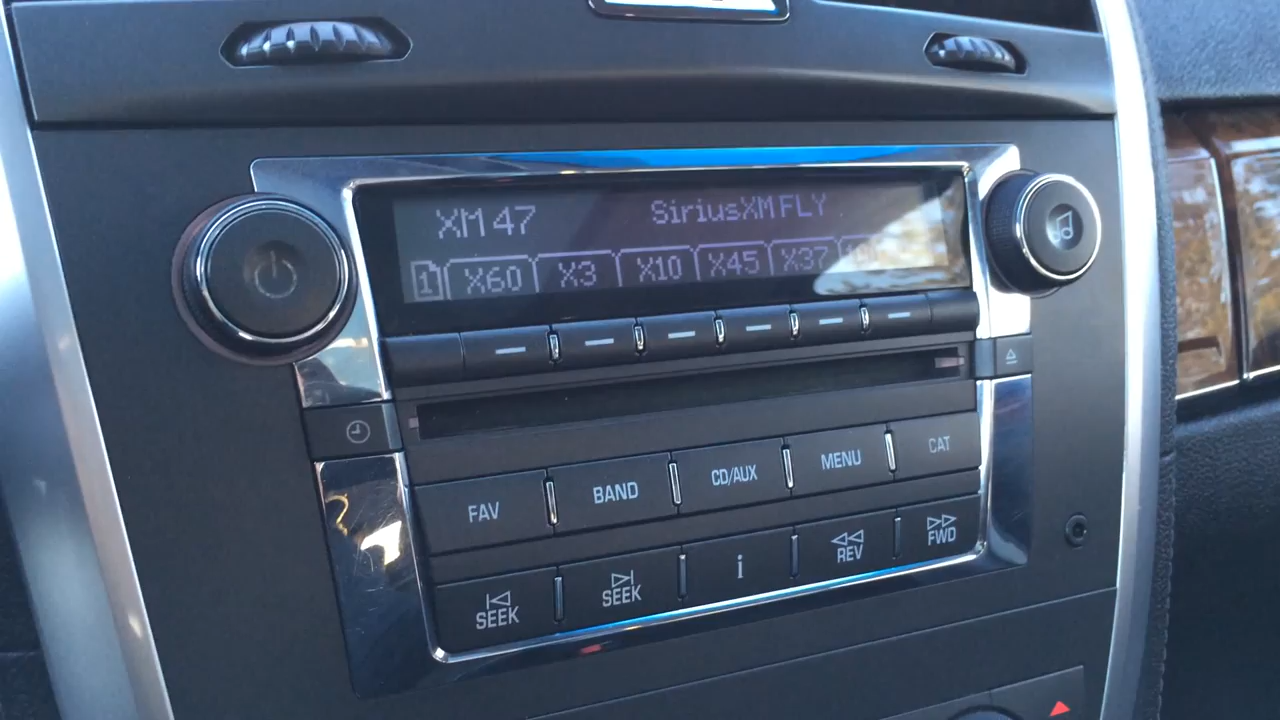 XM 47 SiriusXM FLY
1 X60 X3 X10 X45 X37
FAV BAND CD/AUX MENU CAT
SEEK SEEK i REV FWD